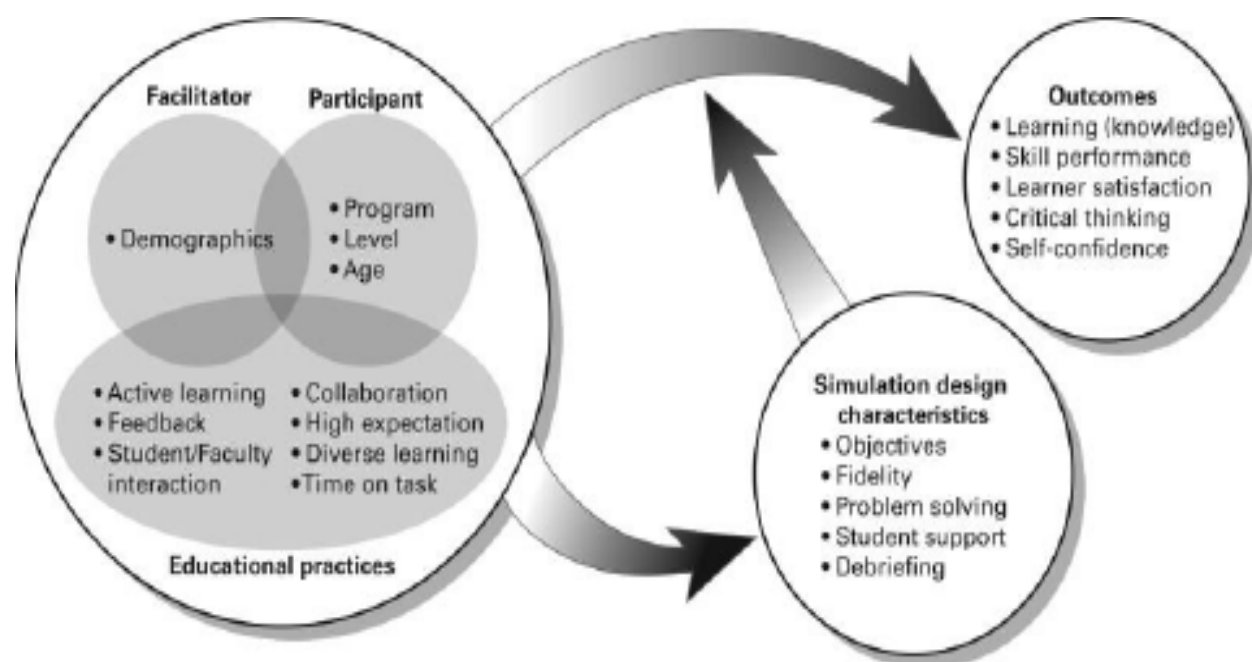 Facilitator
Participant
• Demographics
• Program
• Level
• Age
• Active learning
• Feedback
• Student/Faculty
interaction
• Collaboration
• High expectation
• Diverse learning
• Time on task
Educational practices
Outcomes
• Learning (knowledge)
• Skill performance
• Learner satisfaction
• Critical thinking
• Self-confidence
Simulation design
characteristics
• Objectives
• Fidelity
• Problem solving
• Student support
• Debriefing